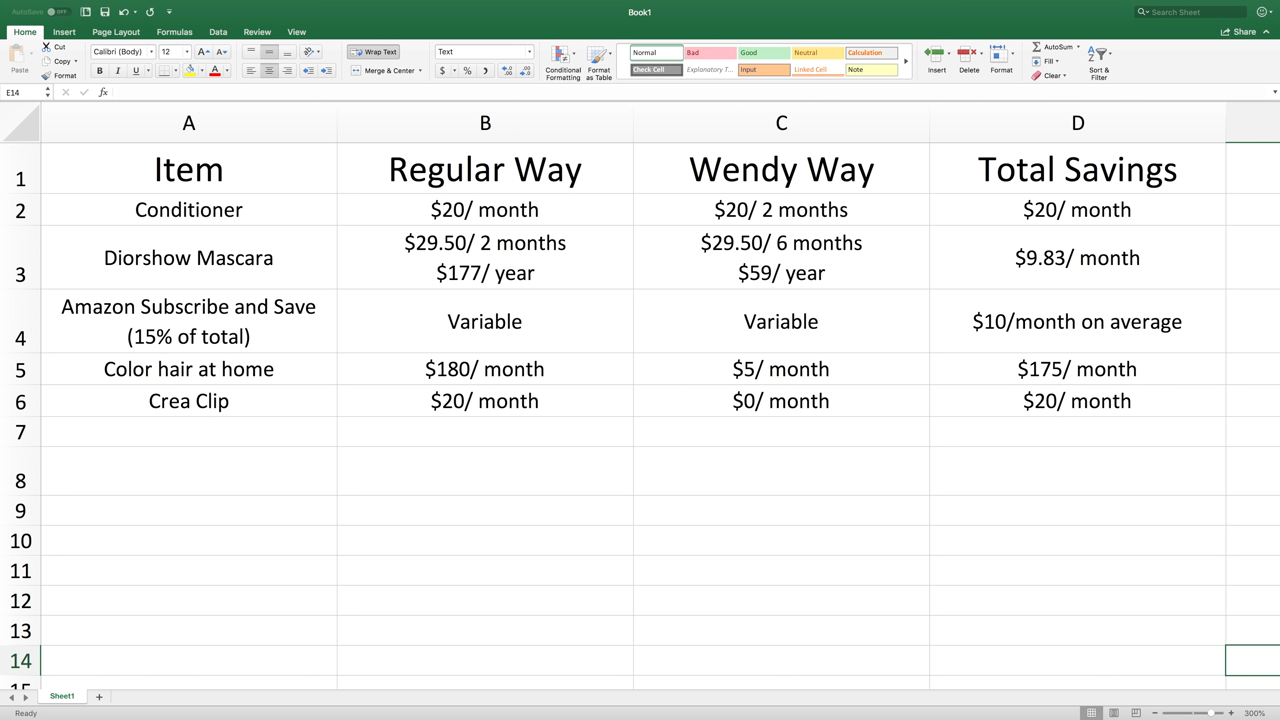 AutoSave OFF
Book1
Search Sheet
Home Insert Page Layout Formulas Data Review View
Share
Paste
Cut
Copy
Format
Calibri (Body) 12
A A
U A
Wrap Text
Merge & Center
Text
$ % )
Conditional Formatting
Format as Table
Normal Bad Good Neutral Calculation
Check Cell Explanatory T... Input Linked Cell Note
Insert Delete Format
AutoSum
Fill
Clear
Sort & Filter
E14 fx
A B C D
1 Item Regular Way Wendy Way Total Savings
2 Conditioner $20/ month $20/ 2 months $20/ month
3 Diorshow Mascara $29.50/ 2 months $177/ year $29.50/ 6 months $59/ year $9.83/ month
4 Amazon Subscribe and Save (15% of total) Variable Variable $10/month on average
5 Color hair at home $180/ month $5/ month $175/ month
6 Crea Clip $20/ month $0/ month $20/ month
7
8
9
10
11
12
13
14
15
Sheet1 +
Ready
300%